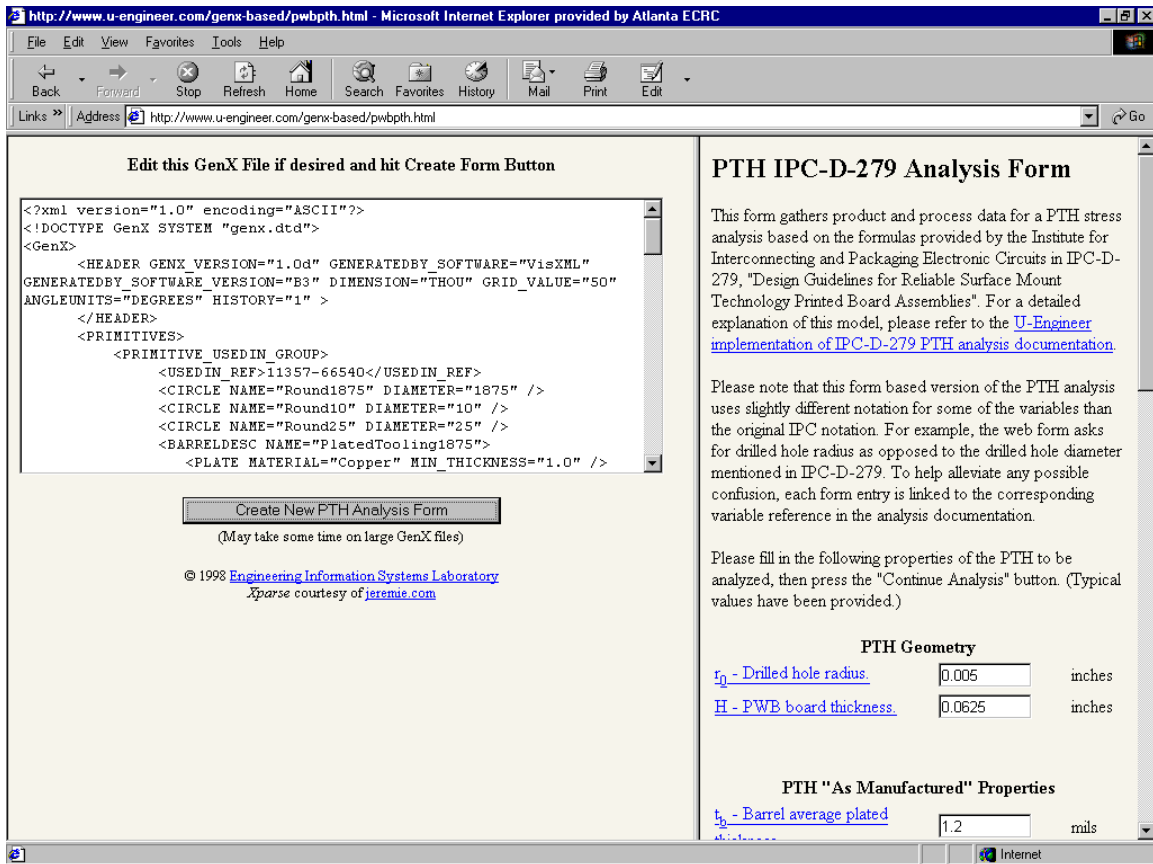 http://www.u-engineer.com/genx-based/pwbpth.html - Microsoft Internet Explorer provided by Atlanta ECRC
File Edit View Favorites Tools Help
Back Forward Stop Refresh Home Search Favorites History Mail Print Edit
Links » Address http://www.u-engineer.com/genx-based/pwbpth.html Go
Edit this GenX File if desired and hit Create Form Button
<?xml version="1.0" encoding="ASCII"?>
<!DOCTYPE GenX SYSTEM "genx.dtd">
<GenX>
<HEADER GENX_VERSION="1.0d" GENERATEDBY_SOFTWARE="VisXML"
GENERATEDBY_SOFTWARE_VERSION="B3" DIMENSION="THOU" GRID_VALUE="50"
ANGLEUNITS="DEGREES" HISTORY="1" >
</HEADER>
<PRIMITIVES>
<PRIMITIVE_USEDIN_GROUP>
<USEDIN_REF>11357-66540</USEDIN_REF>
<CIRCLE NAME="Round1875" DIAMETER="1875" />
<CIRCLE NAME="Round10" DIAMETER="10" />
<CIRCLE NAME="Round25" DIAMETER="25" />
<BARRELDESC NAME="PlatedTooling1875">
<PLATE MATERIAL="Copper" MIN_THICKNESS="1.0" />
Create New PTH Analysis Form
(May take some time on large GenX files)
© 1998 Engineering Information Systems Laboratory
Xparse courtesy of jeremie.com
PTH IPC-D-279 Analysis Form
This form gathers product and process data for a PTH stress
analysis based on the formulas provided by the Institute for
Interconnecting and Packaging Electronic Circuits in IPC-D-
279, "Design Guidelines for Reliable Surface Mount
Technology Printed Board Assemblies". For a detailed
explanation of this model, please refer to the U-Engineer
implementation of IPC-D-279 PTH analysis documentation.
Please note that this form based version of the PTH analysis
uses slightly different notation for some of the variables than
the original IPC notation. For example, the web form asks
for drilled hole radius as opposed to the drilled hole diameter
mentioned in IPC-D-279. To help alleviate any possible
confusion, each form entry is linked to the corresponding
variable reference in the analysis documentation.
Please fill in the following properties of the PTH to be
analyzed, then press the "Continue Analysis" button. (Typical
values have been provided.)
PTH Geometry
r0 - Drilled hole radius. 0.005 inches
H - PWB board thickness. 0.0625 inches
PTH "As Manufactured" Properties
tb - Barrel average plated 1.2 mils
Internet